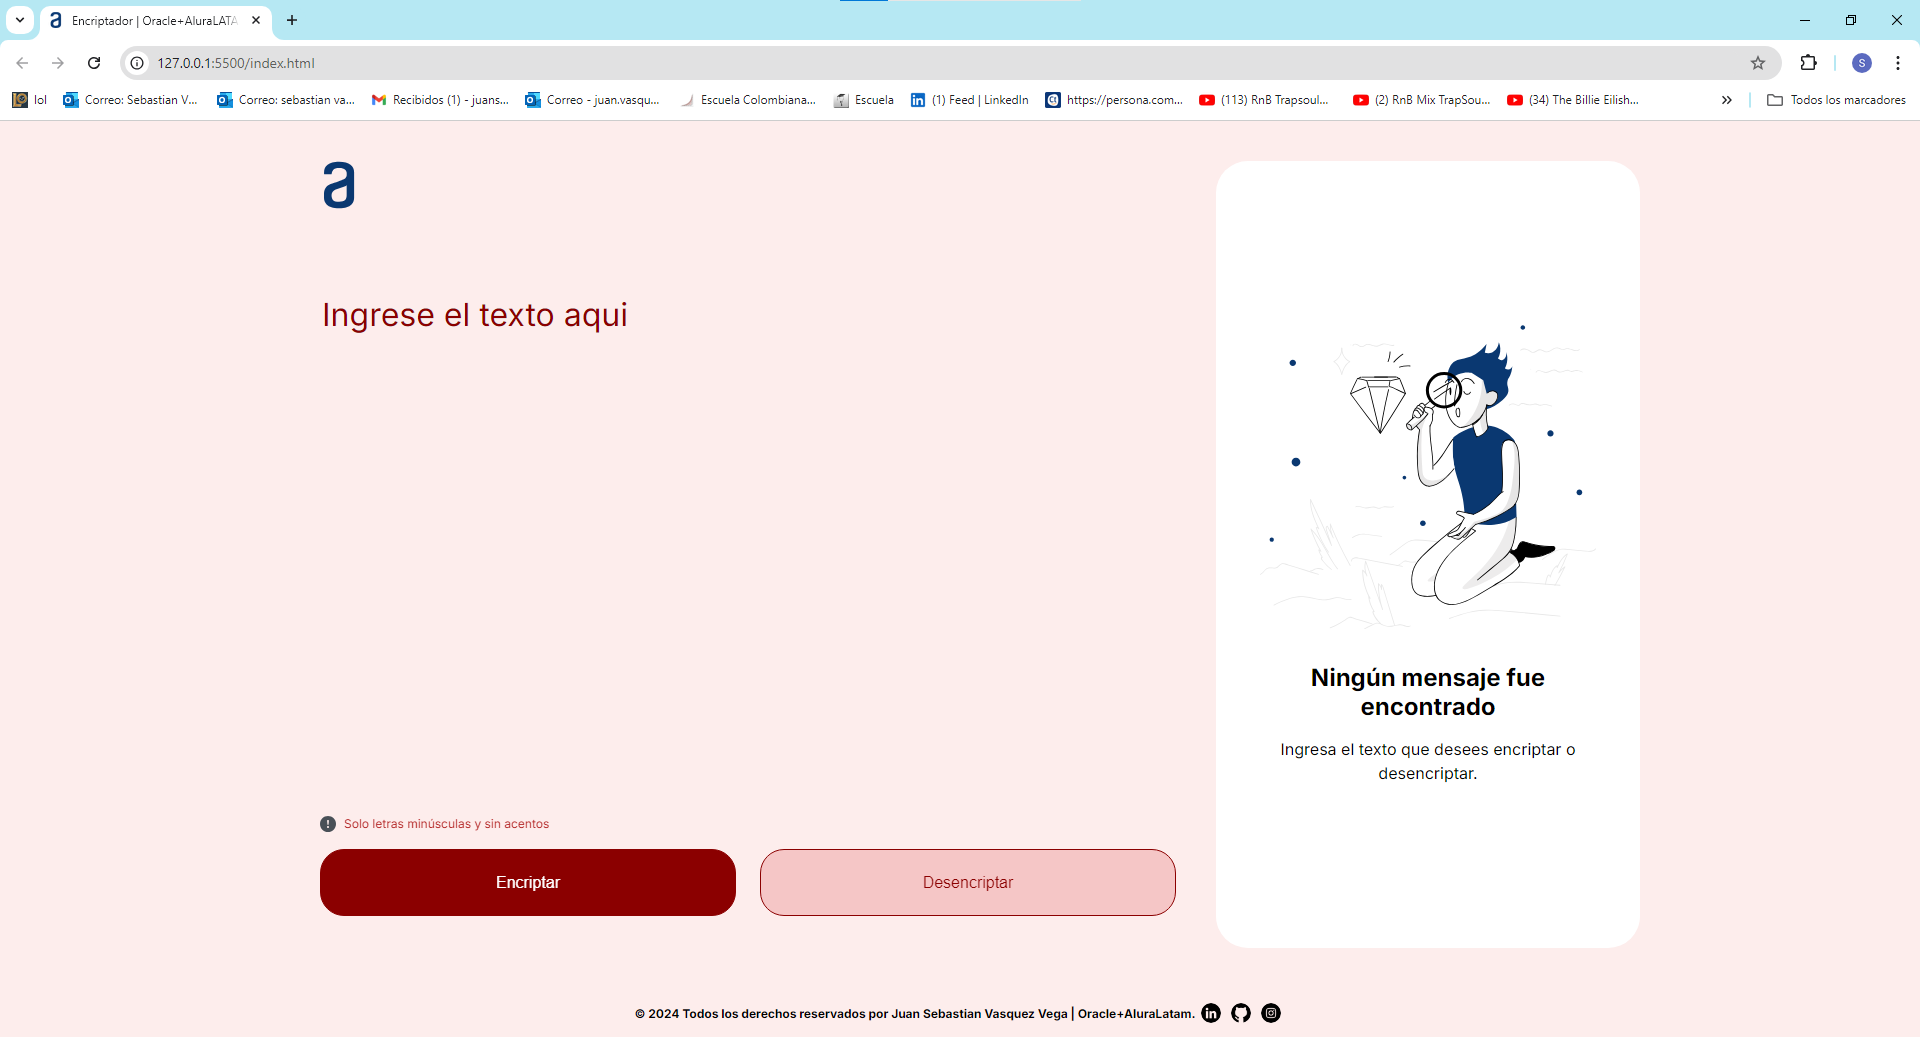 Encriptador | Oracle+AluraLATA
127.0.0.1:5500/index.html
S
lol
Correo: Sebastian V...
Correo: sebastian va...
Recibidos (1) - juans...
Correo - juan.vasqu...
Escuela Colombiana...
Escuela
(1) Feed | LinkedIn
https://persona.com...
(113) RnB Trapsoul...
(2) RnB Mix TrapSou...
(34) The Billie Eilish...
Todos los marcadores
a
Ingrese el texto aqui
Ningún mensaje fue
encontrado
Ingresa el texto que desees encriptar o
desencriptar.
Solo letras minúsculas y sin acentos
Encriptar
Desencriptar
© 2024 Todos los derechos reservados por Juan Sebastian Vasquez Vega | Oracle+AluraLatam.